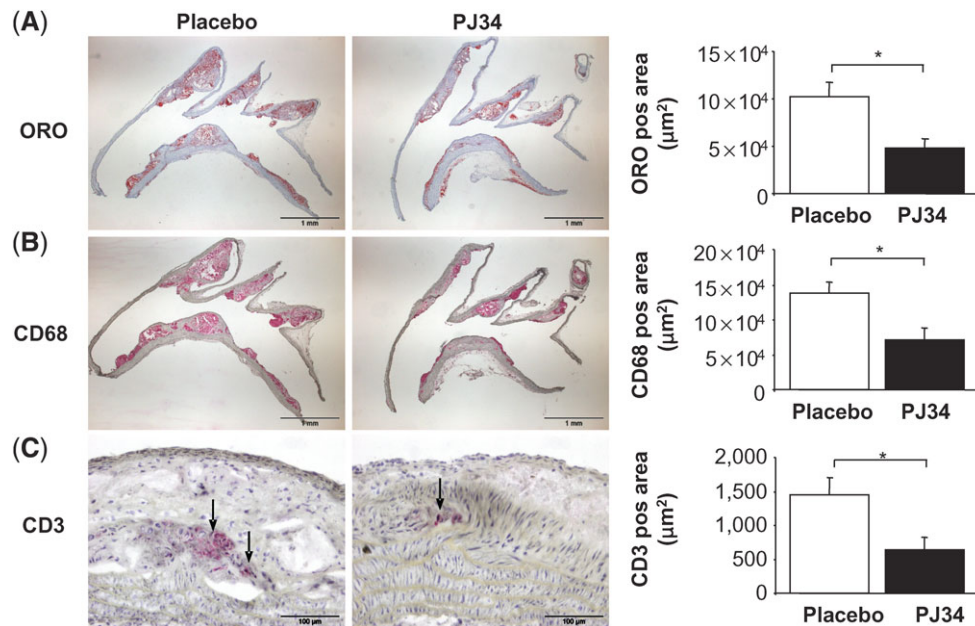 (A)
Placebo
PJ34
ORO
1 mm
1 mm
ORO pos area
(µm²)
15×10⁴
10×10⁴
5×10⁴
0
*
Placebo
PJ34
(B)
CD68
1 mm
1 mm
CD68 pos area
(µm²)
20×10⁴
15×10⁴
10×10⁴
5×10⁴
0
*
Placebo
PJ34
(C)
CD3
100 µm
100 µm
CD3 pos area
(µm²)
2,000
1,500
1,000
500
0
*
Placebo
PJ34